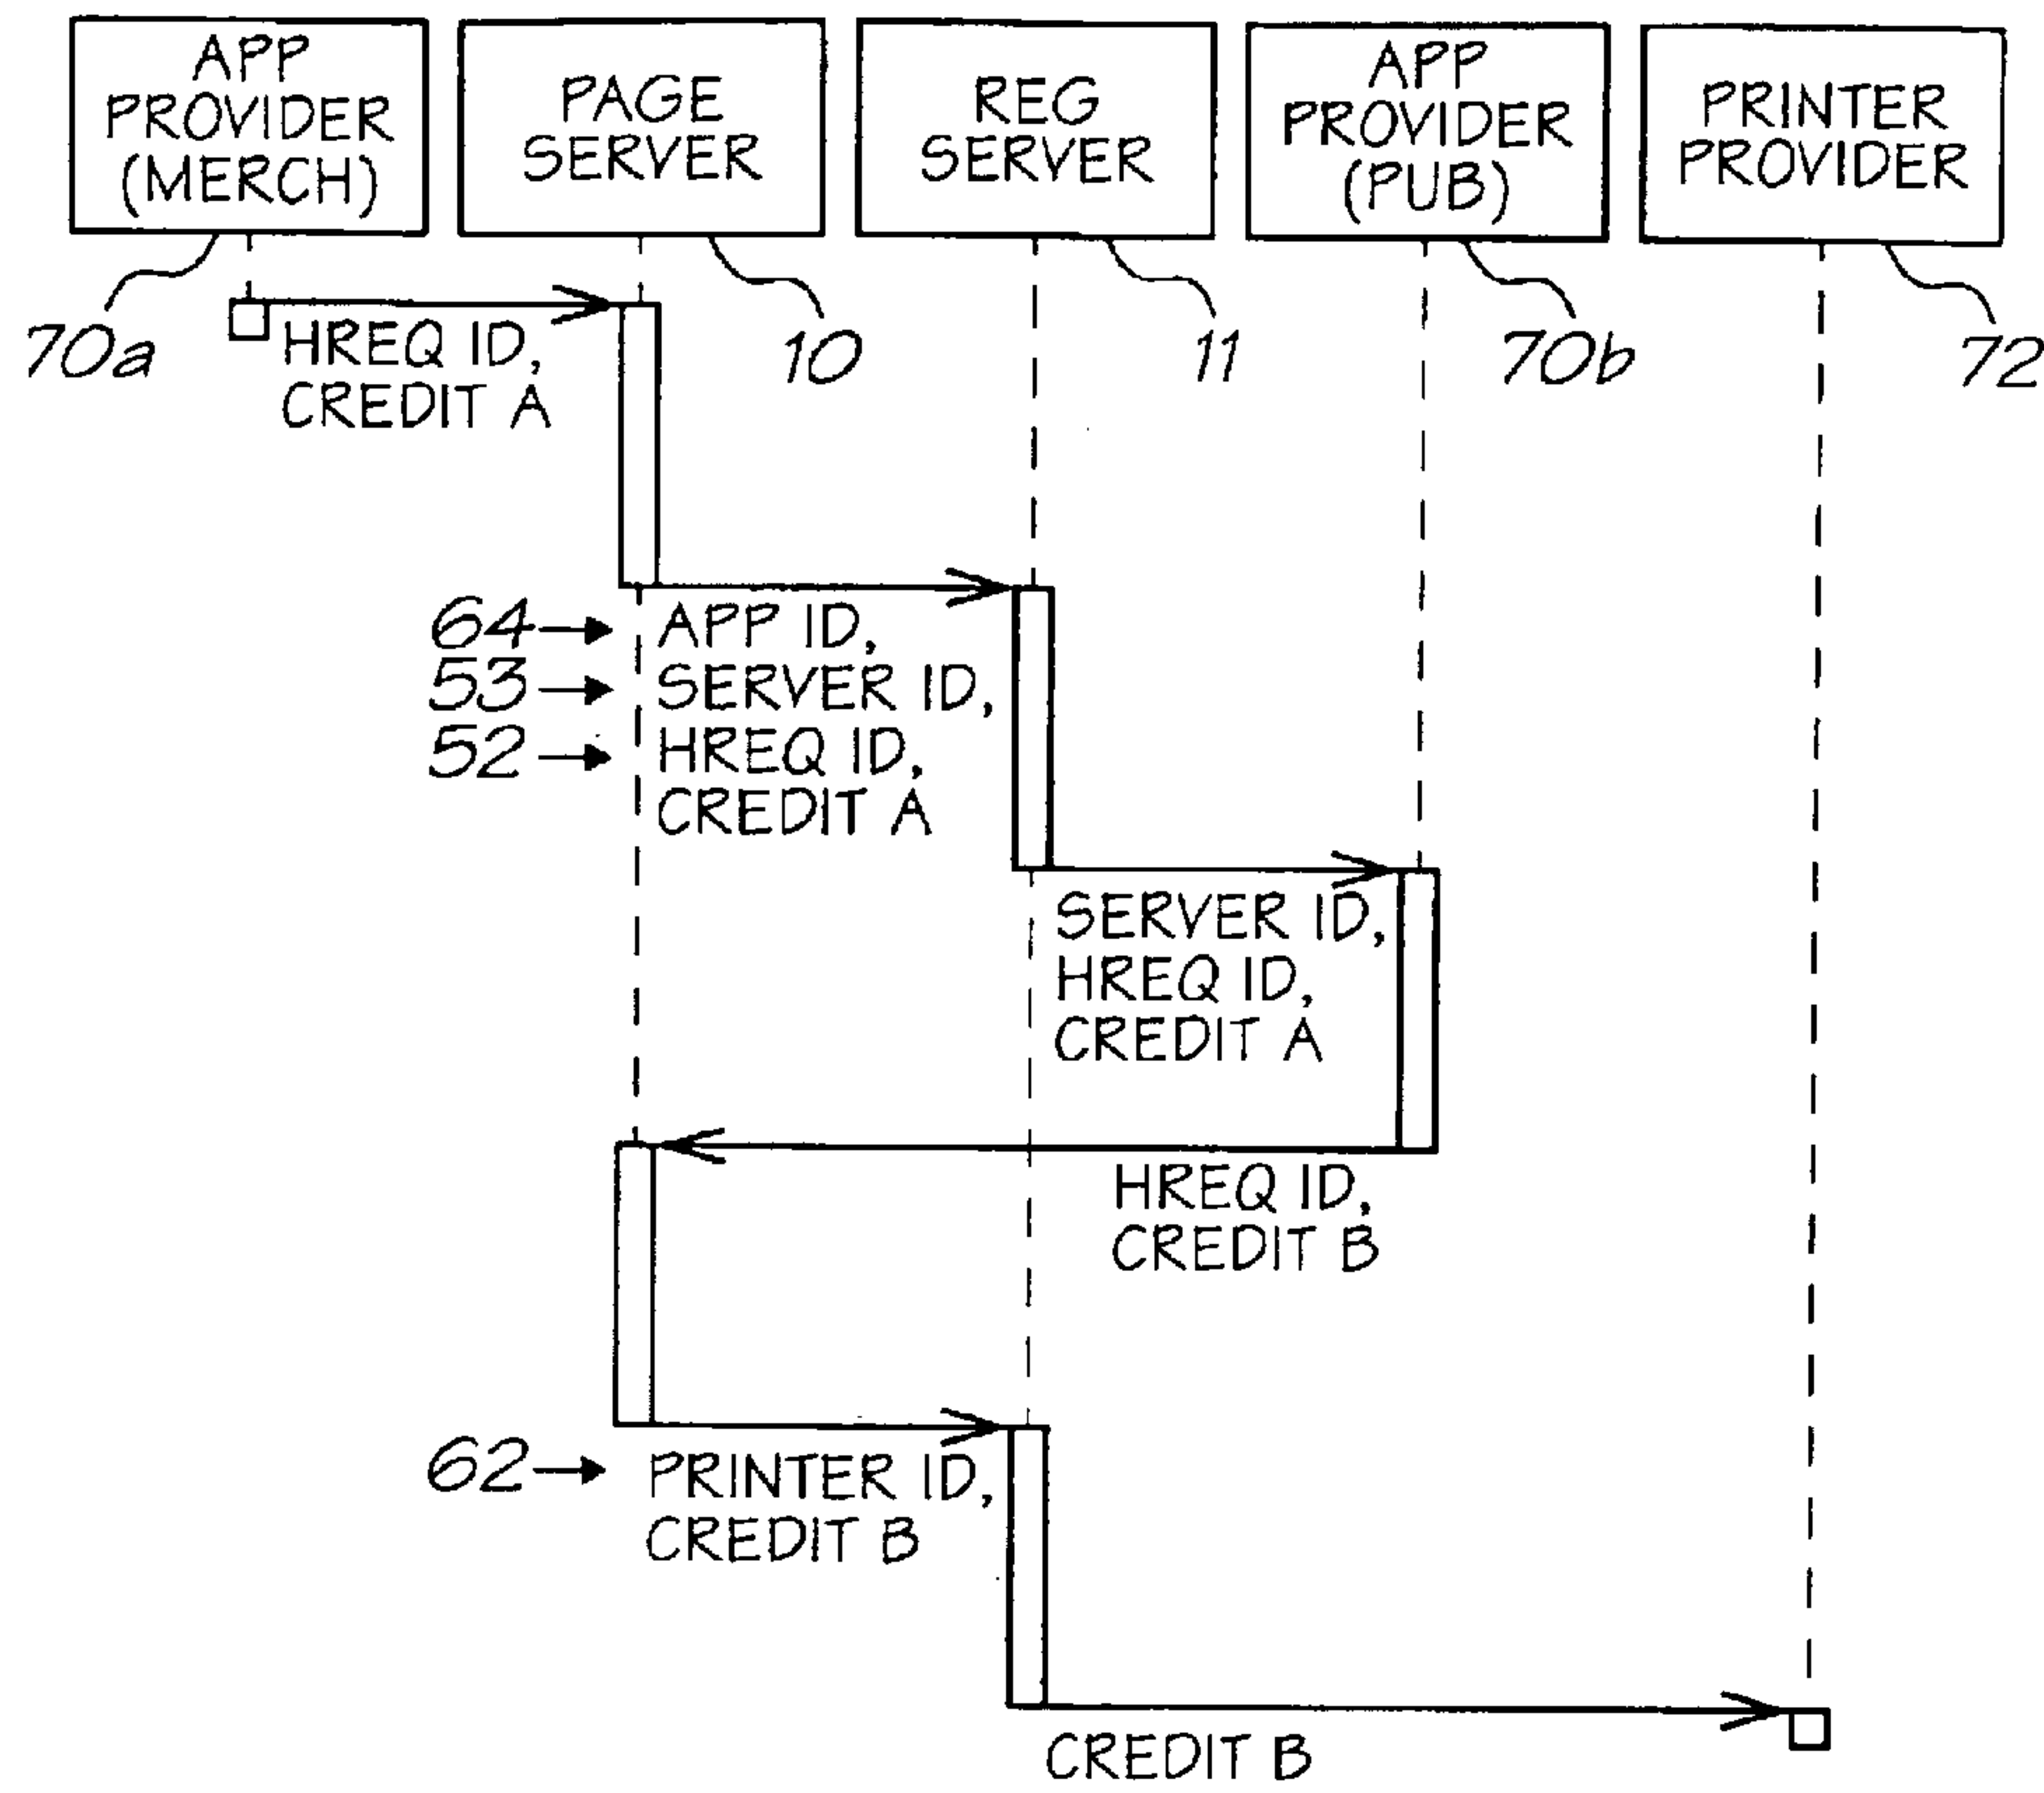 APP
PROVIDER
(MERCH)
PAGE
SERVER
REG
SERVER
APP
PROVIDER
(PUB)
PRINTER
PROVIDER
70a
10
11
70b
72
HREQ ID,
CREDIT A
64
APP ID,
53
SERVER ID,
52
HREQ ID,
CREDIT A
SERVER ID,
HREQ ID,
CREDIT A
HREQ ID,
CREDIT B
62
PRINTER ID,
CREDIT B
CREDIT B